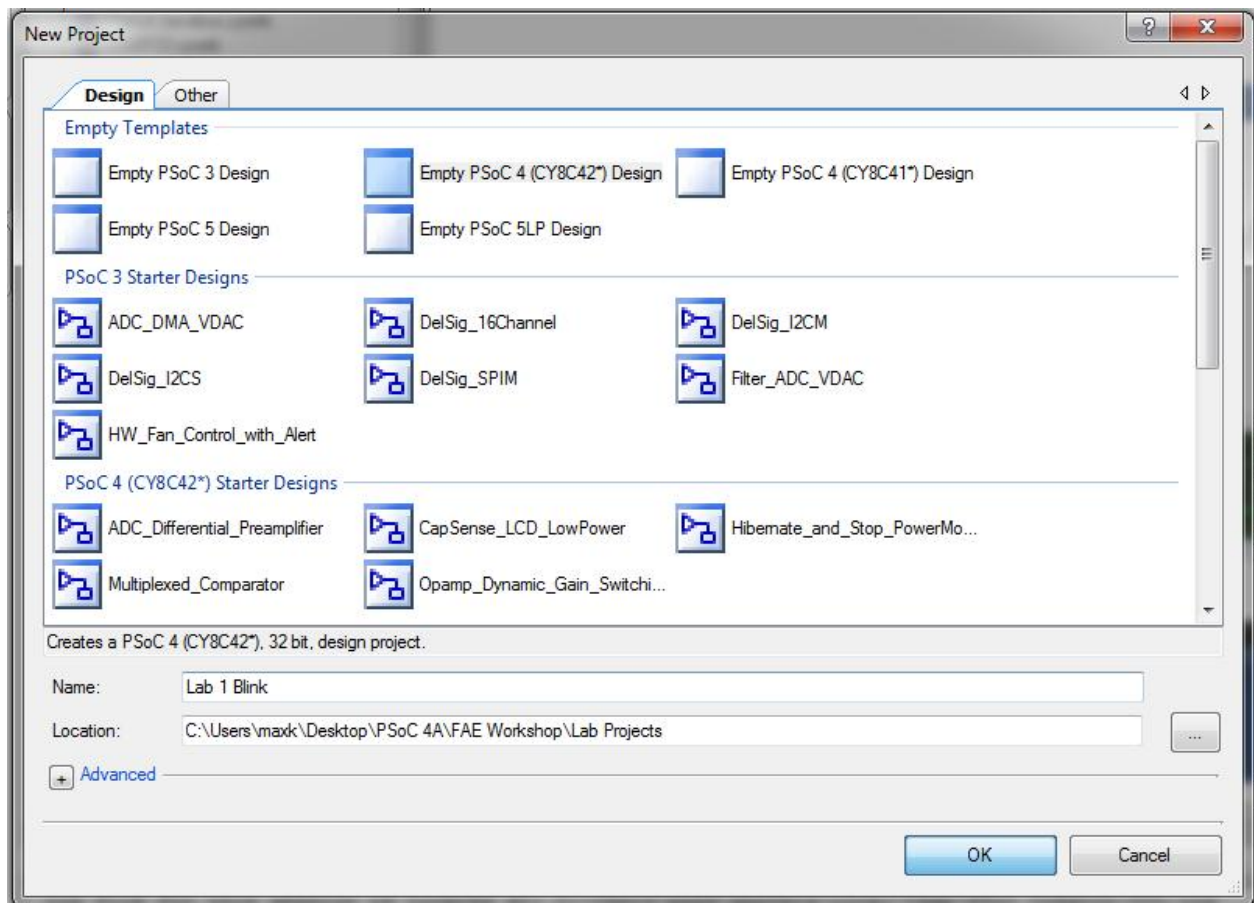 New Project
Design Other
Empty Templates
Empty PSoC 3 Design Empty PSoC 4 (CY8C42*) Design Empty PSoC 4 (CY8C41*) Design
Empty PSoC 5 Design Empty PSoC 5LP Design
PSoC 3 Starter Designs
ADC_DMA_VDAC DelSig_16Channel DelSig_I2CM
DelSig_I2CS DelSig_SPIM Filter_ADC_VDAC
HW_Fan_Control_with_Alert
PSoC 4 (CY8C42*) Starter Designs
ADC_Differential_Preamplifier CapSense_LCD_LowPower Hibernate_and_Stop_PowerMo...
Multiplexed_Comparator Opamp_Dynamic_Gain_Switchi...
Creates a PSoC 4 (CY8C42*), 32 bit, design project.
Name: Lab 1 Blink
Location: C:\Users\maxk\Desktop\PSoC 4A\FAE Workshop\Lab Projects ...
+ Advanced
OK Cancel